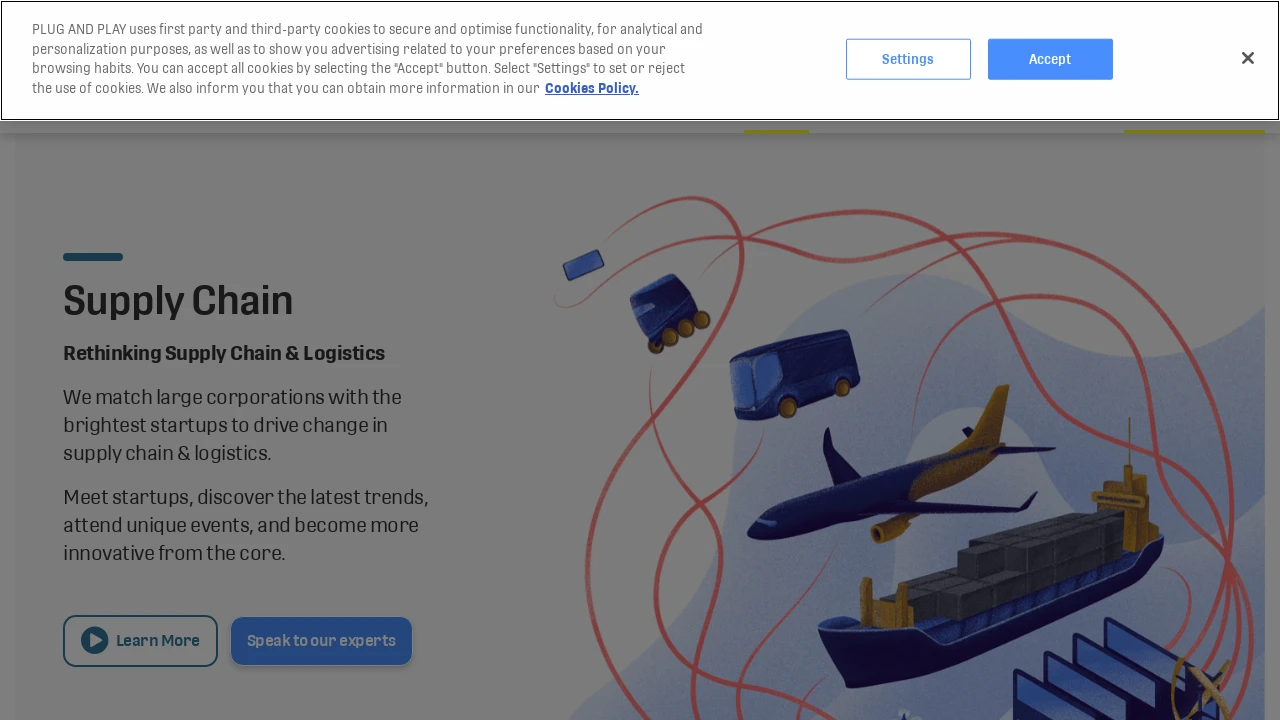 PLUG AND PLAY uses first party and third-party cookies to secure and optimise functionality, for analytical and
personalization purposes, as well as to show you advertising related to your preferences based on your
browsing habits. You can accept all cookies by selecting the "Accept" button. Select "Settings" to set or reject
the use of cookies. We also inform you that you can obtain more information in our Cookies Policy.
Settings
Accept
Supply Chain
Rethinking Supply Chain & Logistics
We match large corporations with the
brightest startups to drive change in
supply chain & logistics.
Meet startups, discover the latest trends,
attend unique events, and become more
innovative from the core.
Learn More
Speak to our experts